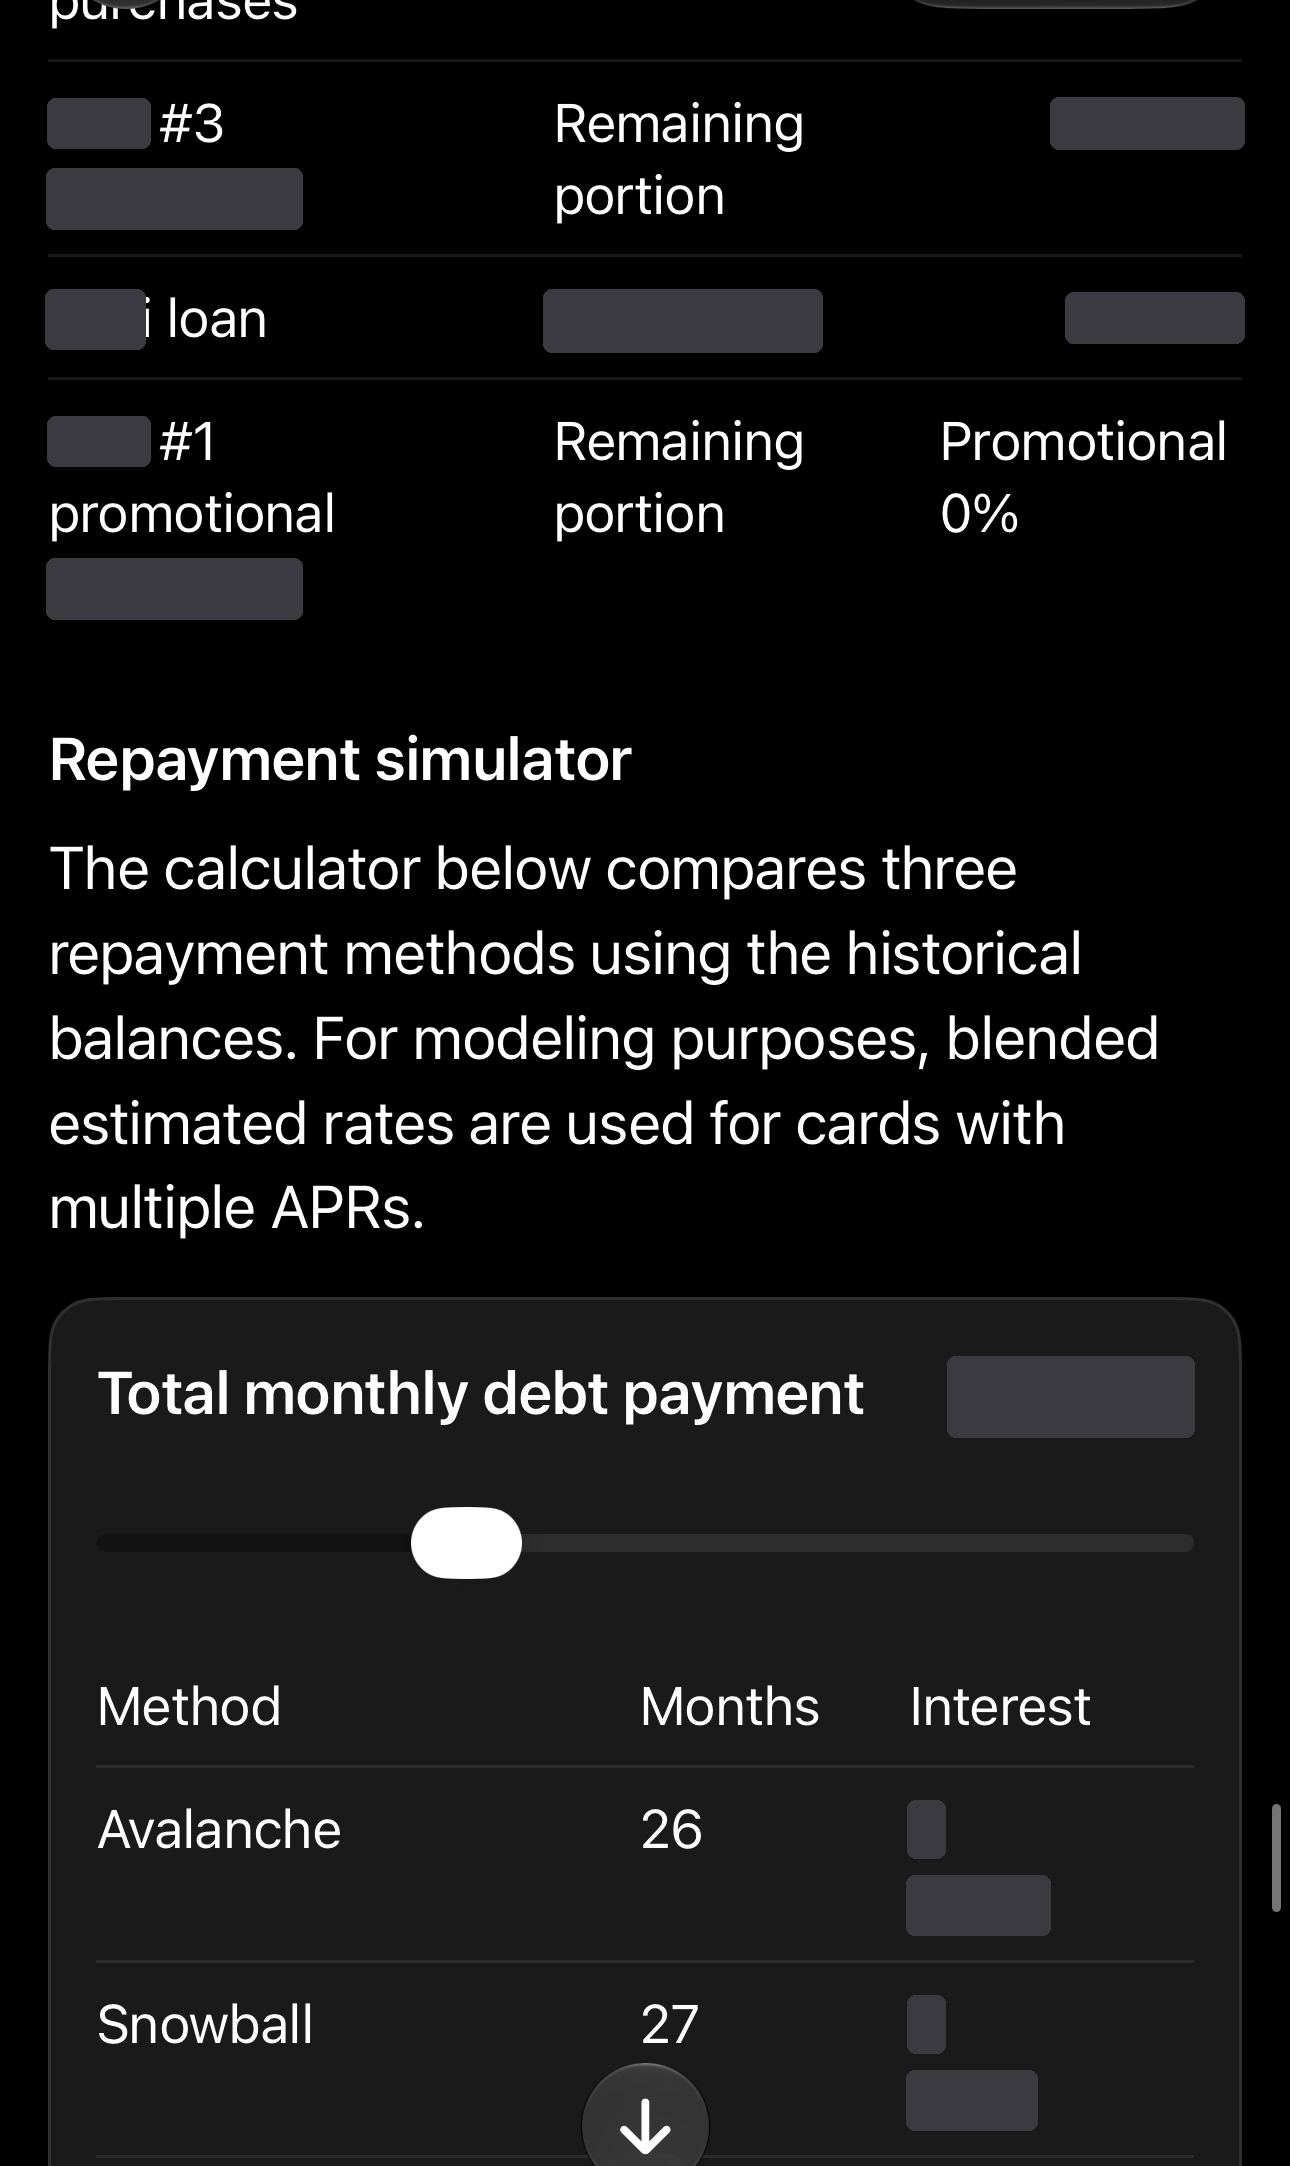 purchases
#3 Remaining
portion
i loan
#1 Remaining Promotional
promotional portion 0%
Repayment simulator
The calculator below compares three
repayment methods using the historical
balances. For modeling purposes, blended
estimated rates are used for cards with
multiple APRs.
Total monthly debt payment
Method Months Interest
Avalanche 26
Snowball 27